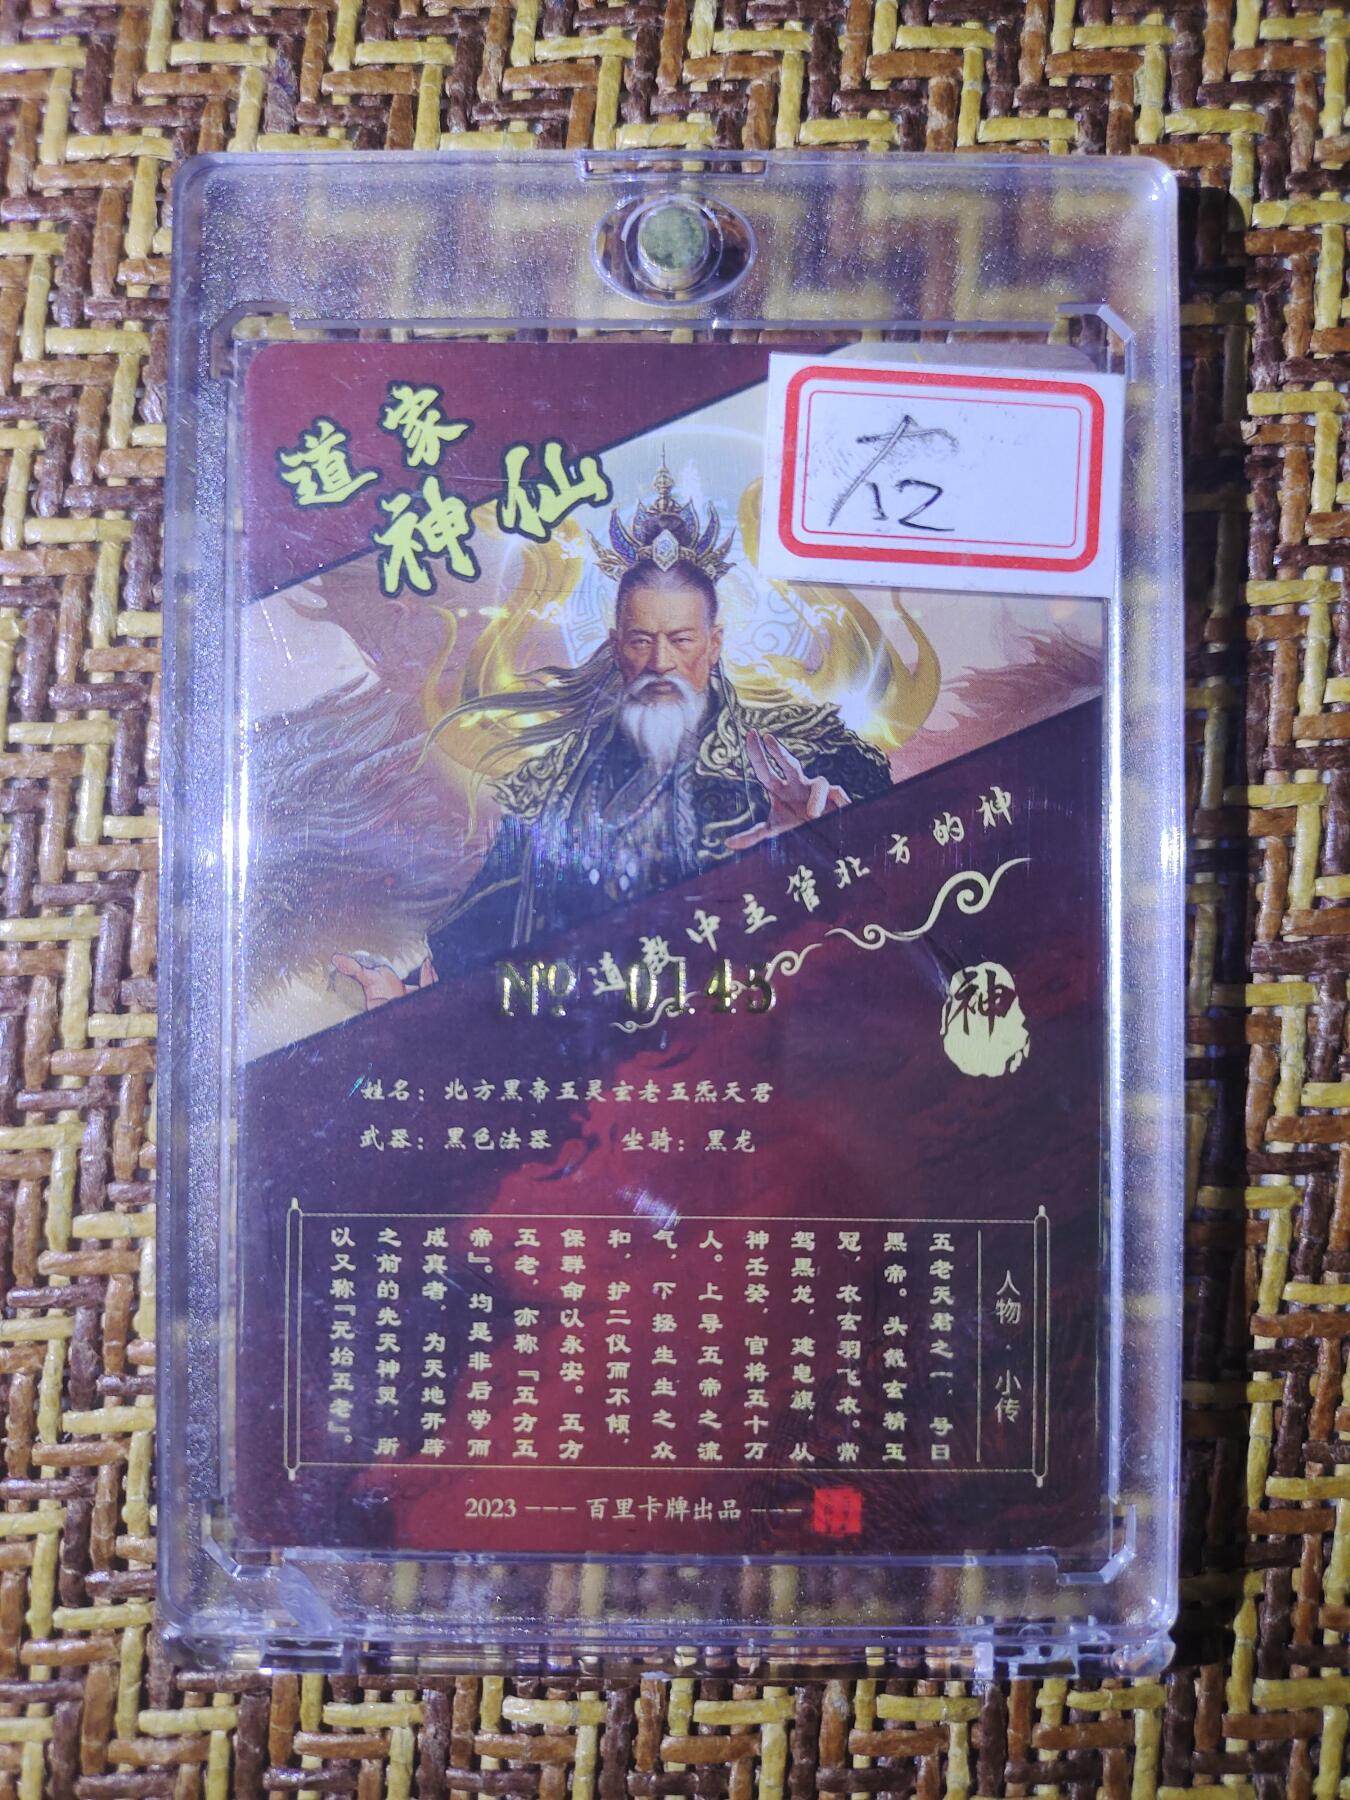 道家
神仙
右
12
道教中主管北方的神
№ 0145
神
姓名：北方黑帝五灵玄老五炁天君
武器：黑色法器 坐骑：黑龙
人物·小传
五老天君之一，号曰
黑帝。头戴玄精玉
冠，衣玄羽飞衣。常
驾黑龙，建皂旗，从
神壬癸，官将五十万
人。上导五帝之流
气，下拯生生之众
和，护二仪而不倾，
保群命以永安。五方
五老，亦称『五方五
帝』。均是非后学而
成真者，为天地开辟
之前的先天神灵，所
以又称『元始五老』。
2023 --- 百里卡牌出品 ---